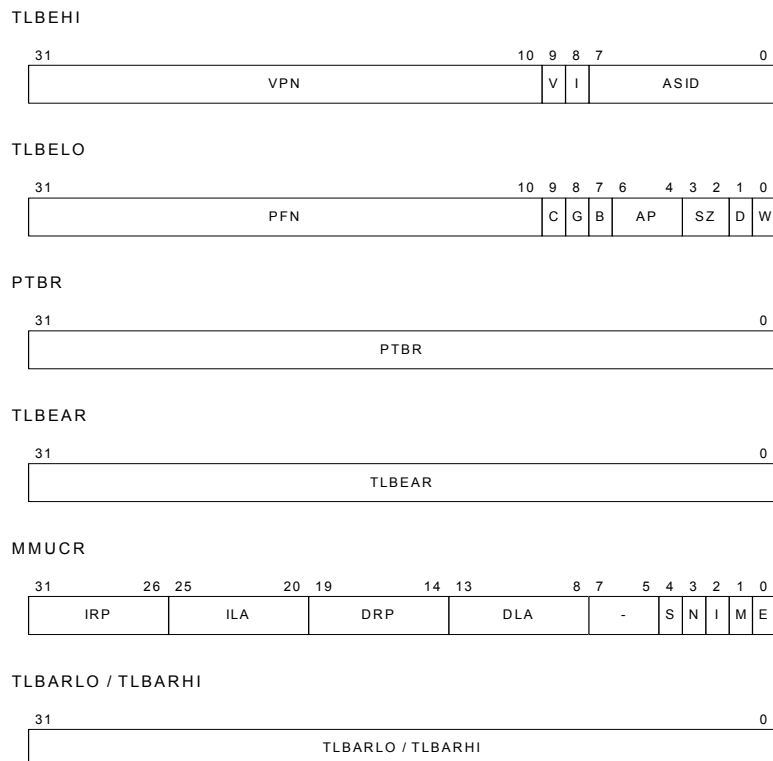 TLBEHI
31 10 9 8 7 0
VPN V I ASID
TLBELO
31 10 9 8 7 6 4 3 2 1 0
PFN C G B AP SZ D W
PTBR
31 0
PTBR
TLBEAR
31 0
TLBEAR
MMUCR
31 26 25 20 19 14 13 8 7 5 4 3 2 1 0
IRP ILA DRP DLA - S N I M E
TLBARLO / TLBARHI
31 0
TLBARLO / TLBARHI